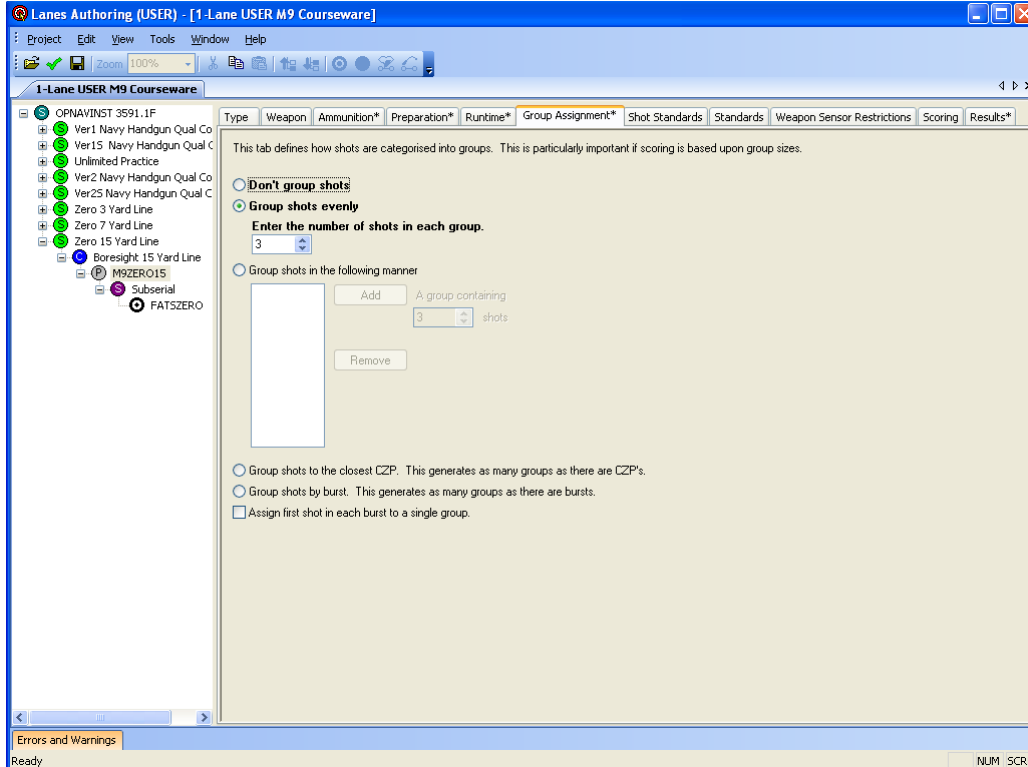 Lanes Authoring (USER) - [1-Lane USER M9 Courseware]
Project Edit View Tools Window Help
Zoom 100%
1-Lane USER M9 Courseware
S OPNAVINST 3591.1F
S Ver1 Navy Handgun Qual Co
S Ver1S Navy Handgun Qual C
S Unlimited Practice
S Ver2 Navy Handgun Qual Co
S Ver2S Navy Handgun Qual C
S Zero 3 Yard Line
S Zero 7 Yard Line
S Zero 15 Yard Line
C Boresight 15 Yard Line
P M9ZERO15
S Subserial
FATSZERO
Type Weapon Ammunition* Preparation* Runtime* Group Assignment* Shot Standards Standards Weapon Sensor Restrictions Scoring Results*
This tab defines how shots are categorised into groups. This is particularly important if scoring is based upon group sizes.
Don't group shots
Group shots evenly
Enter the number of shots in each group.
3
Group shots in the following manner
Add A group containing
3 shots
Remove
Group shots to the closest CZP. This generates as many groups as there are CZP's.
Group shots by burst. This generates as many groups as there are bursts.
Assign first shot in each burst to a single group.
Errors and Warnings
Ready NUM SCR